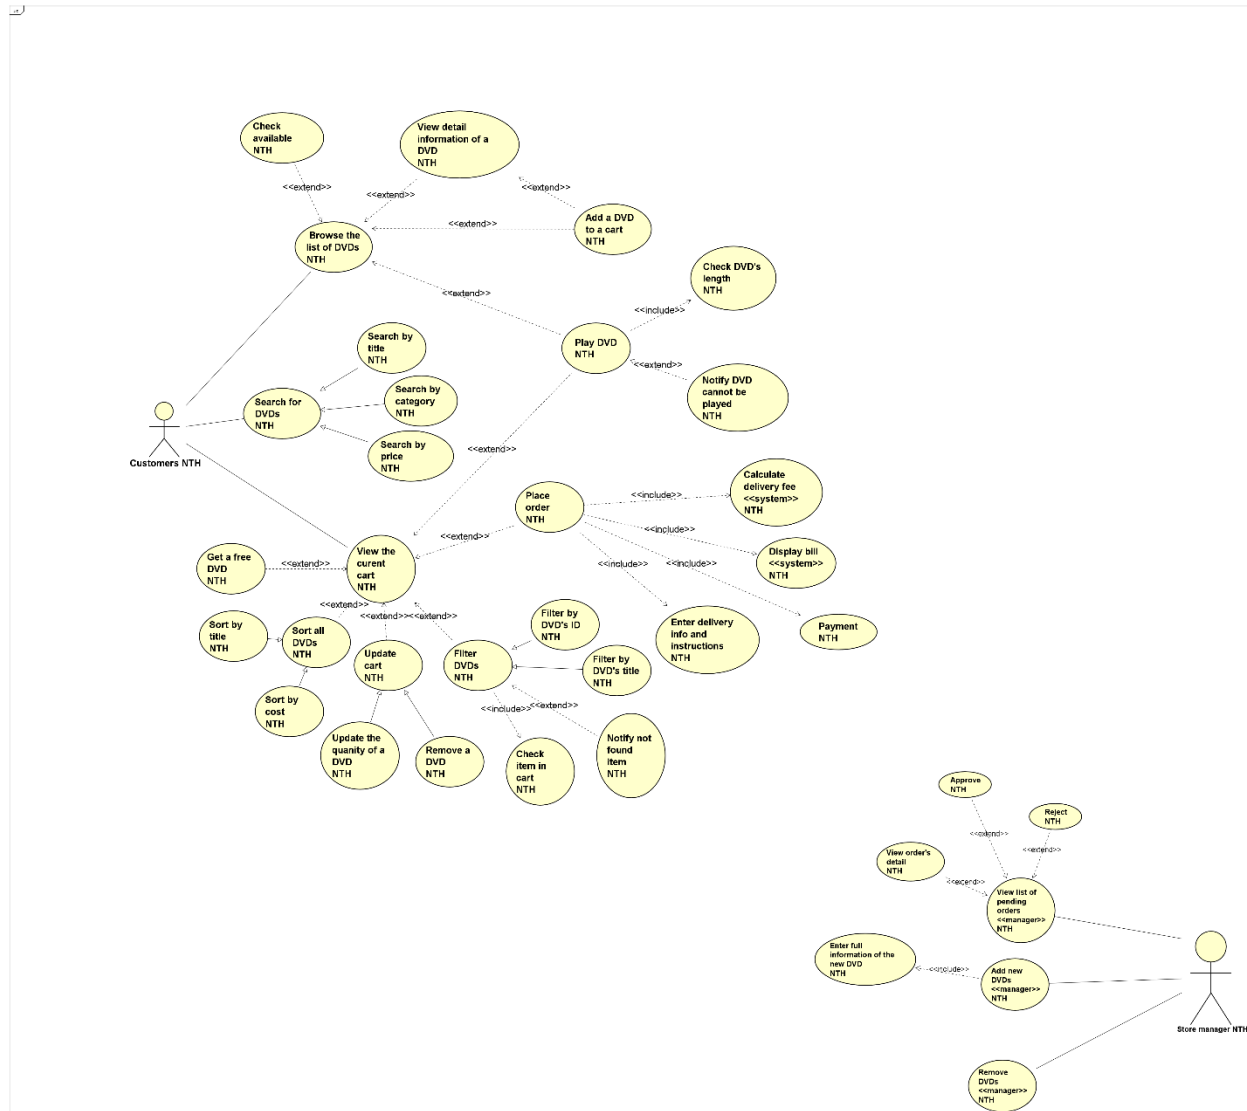 Check
available
NTH
View detail
information of a
DVD
NTH
<<extend>>
<<extend>>
<<extend>>
Add a DVD
to a cart
NTH
<<extend>>
Browse the
list of DVDs
NTH
Check DVD's
length
NTH
<<extend>>
<<include>>
Search by
title
NTH
Play DVD
NTH
<<extend>>
Notify DVD
cannot be
played
NTH
Search for
DVDs
NTH
Search by
category
NTH
Search by
price
NTH
Customers NTH
<<extend>>
Calculate
delivery fee
<<system>>
NTH
Place
order
NTH
<<include>>
<<include>>
<<extend>>
Display bill
<<system>>
NTH
View the
curent
cart
NTH
Get a free
DVD
NTH
<<extend>>
<<include>>
<<include>>
<<extend>>
<<extend>>
<<extend>>
Filter by
DVD's ID
NTH
Enter delivery
info and
instructions
NTH
Payment
NTH
Sort by
title
NTH
Sort all
DVDs
NTH
Update
cart
NTH
Filter
DVDs
NTH
Filter by
DVD's title
NTH
Sort by
cost
NTH
<<include>>
<<extend>>
Update the
quanity of a
DVD
NTH
Remove a
DVD
NTH
Check
item in
cart
NTH
Notify not
found
item
NTH
Approve
NTH
Reject
NTH
<<extend>>
<<extend>>
View order's
detail
NTH
<<extend>>
View list of
pending
orders
<<manager>>
NTH
Enter full
information of the
new DVD
NTH
<<include>>
Add new
DVDs
<<manager>>
NTH
Store manager NTH
Remove
DVDs
<<manager>>
NTH